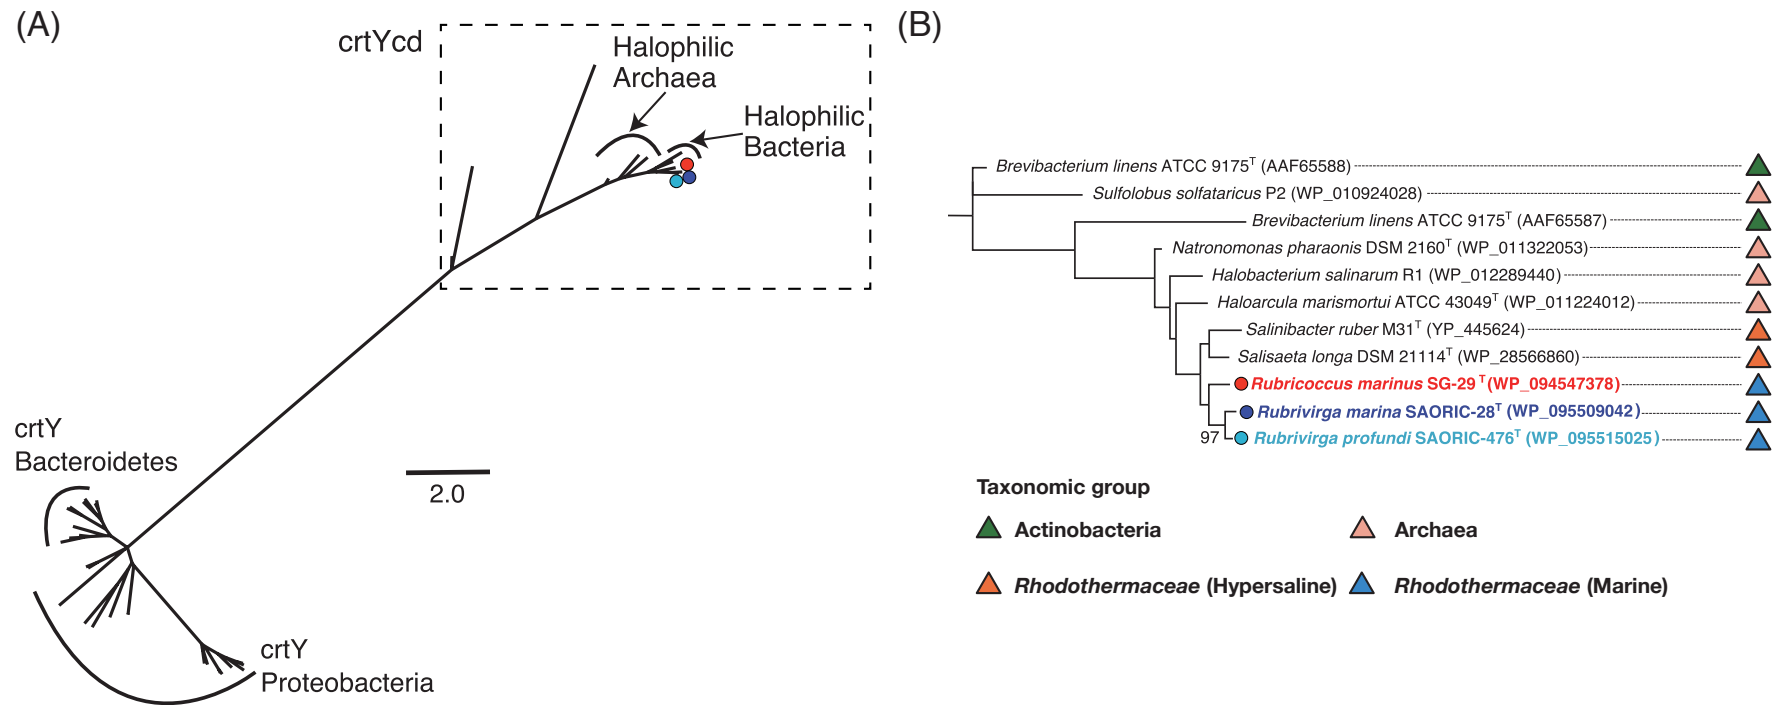 (A)
crtYcd
Halophilic
Archaea
Halophilic
Bacteria
crtY
Bacteroidetes
2.0
crtY
Proteobacteria
(B)
Brevibacterium linens ATCC 9175ᵀ (AAF65588)
Sulfolobus solfataricus P2 (WP_010924028)
Brevibacterium linens ATCC 9175ᵀ (AAF65587)
Natronomonas pharaonis DSM 2160ᵀ (WP_011322053)
Halobacterium salinarum R1 (WP_012289440)
Haloarcula marismortui ATCC 43049ᵀ (WP_011224012)
Salinibacter ruber M31ᵀ (YP_445624)
Salisaeta longa DSM 21114ᵀ (WP_28566860)
Rubricoccus marinus SG-29 ᵀ(WP_094547378)
Rubrivirga marina SAORIC-28ᵀ (WP_095509042)
97 Rubrivirga profundi SAORIC-476ᵀ (WP_095515025)
Taxonomic group
Actinobacteria Archaea
Rhodothermaceae (Hypersaline) Rhodothermaceae (Marine)